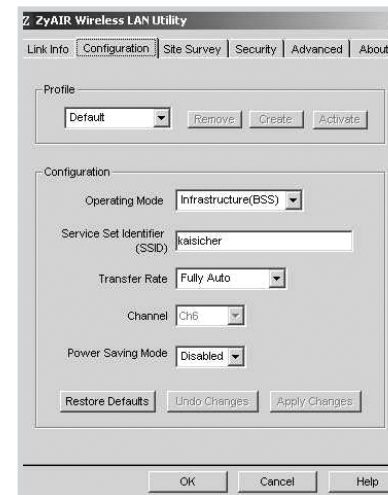 ZyAIR Wireless LAN Utility
Link Info Configuration Site Survey Security Advanced About
Profile
Default Remove Create Activate
Configuration
Operating Mode Infrastructure(BSS)
Service Set Identifier (SSID) kaisicher
Transfer Rate Fully Auto
Channel Ch6
Power Saving Mode Disabled
Restore Defaults Undo Changes Apply Changes
OK Cancel Help